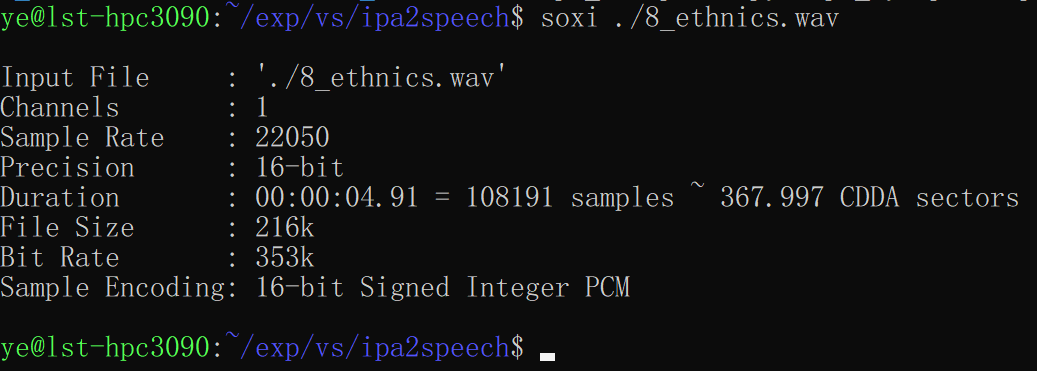 ye@lst-hpc3090:~/exp/vs/ipa2speech$ soxi ./8_ethnics.wav
Input File     : './8_ethnics.wav'
Channels       : 1
Sample Rate    : 22050
Precision      : 16-bit
Duration       : 00:00:04.91 = 108191 samples ~ 367.997 CDDA sectors
File Size      : 216k
Bit Rate       : 353k
Sample Encoding: 16-bit Signed Integer PCM
ye@lst-hpc3090:~/exp/vs/ipa2speech$